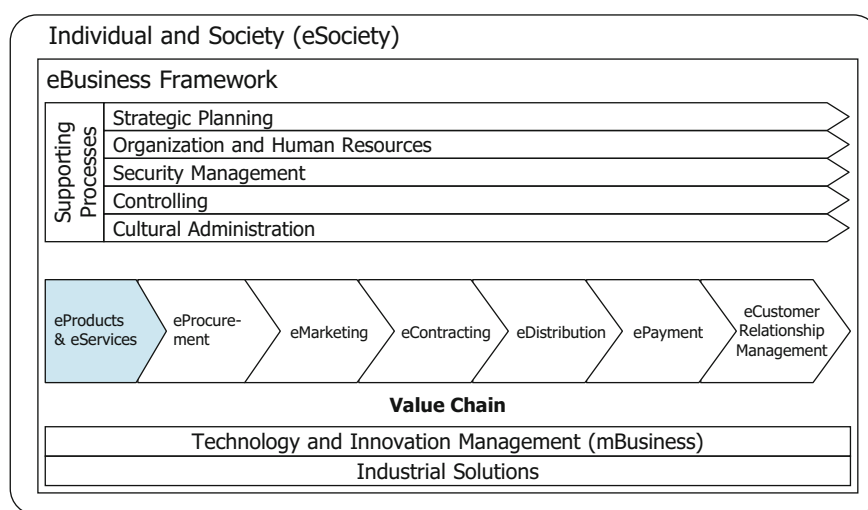 Individual and Society (eSociety)
eBusiness Framework
Supporting
Processes
Strategic Planning
Organization and Human Resources
Security Management
Controlling
Cultural Administration
eProducts
& eServices
eProcure-
ment
eMarketing
eContracting
eDistribution
ePayment
eCustomer
Relationship
Management
Value Chain
Technology and Innovation Management (mBusiness)
Industrial Solutions